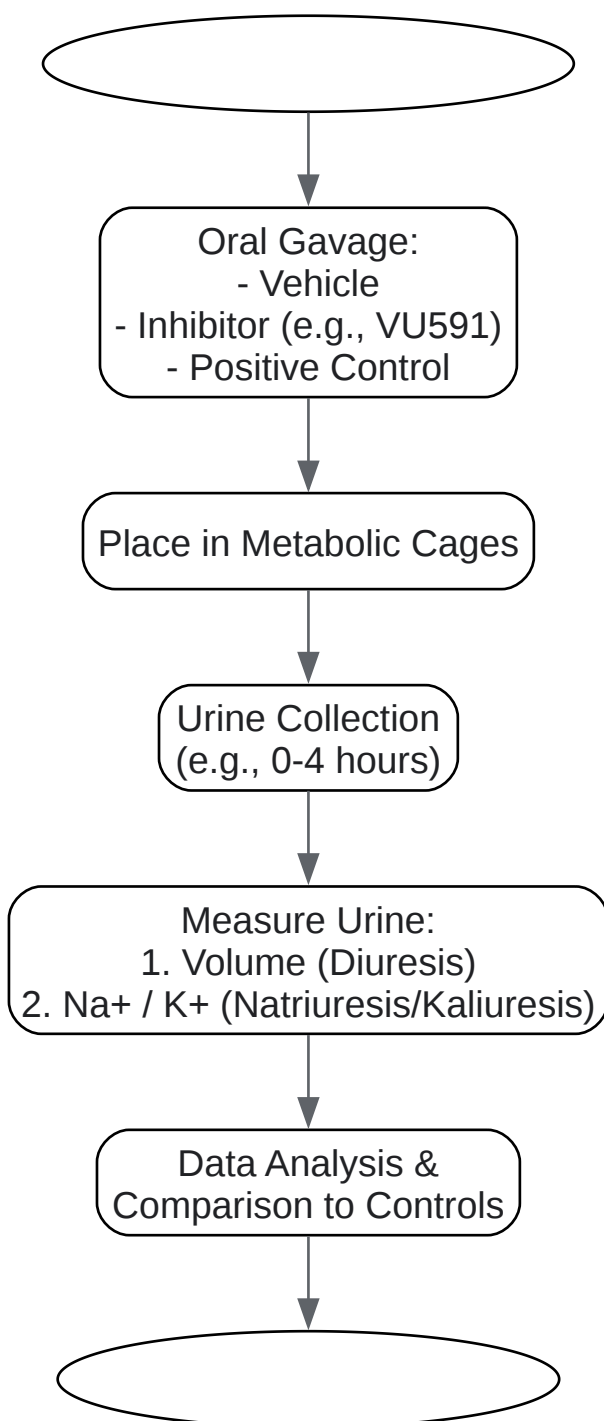 Oral Gavage:
- Vehicle
- Inhibitor (e.g., VU591)
- Positive Control
Place in Metabolic Cages
Urine Collection
(e.g., 0-4 hours)
Measure Urine:
1. Volume (Diuresis)
2. Na+ / K+ (Natriuresis/Kaliuresis)
Data Analysis &
Comparison to Controls